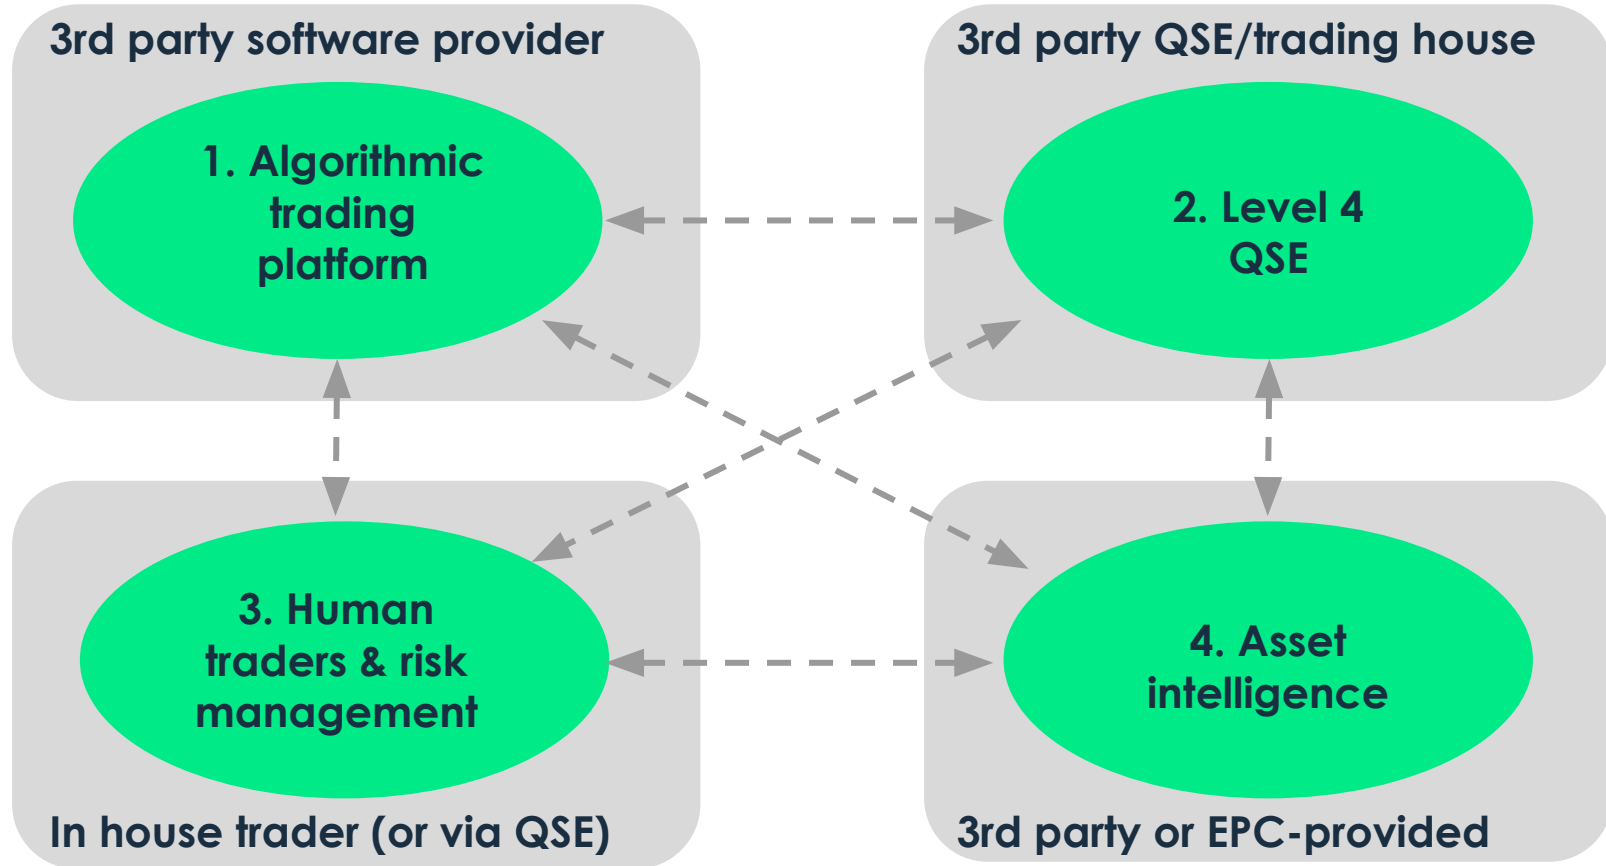 3rd party software provider
1. Algorithmic
trading
platform
3rd party QSE/trading house
2. Level 4
QSE
3. Human
traders & risk
management
In house trader (or via QSE)
4. Asset
intelligence
3rd party or EPC-provided